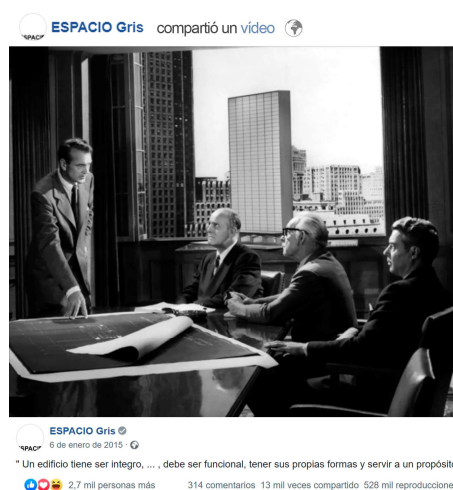 ESPACIO Gris compartió un vídeo
ESPACIO Gris
6 de enero de 2015 ·
" Un edificio tiene ser integro, ... , debe ser funcional, tener sus propias formas y servir a un propósito
2,7 mil personas más 314 comentarios 13 mil veces compartido 528 mil reproduccione